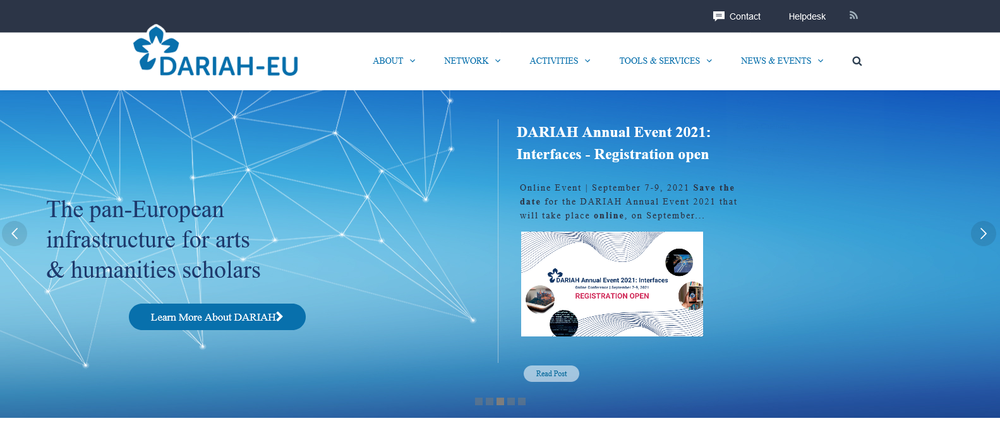 Contact
Helpdesk
DARIAH-EU
ABOUT
NETWORK
ACTIVITIES
TOOLS & SERVICES
NEWS & EVENTS
The pan-European
infrastructure for arts
& humanities scholars
Learn More About DARIAH
DARIAH Annual Event 2021:
Interfaces - Registration open
Online Event | September 7-9, 2021 Save the
date for the DARIAH Annual Event 2021 that
will take place online, on September...
DARIAH Annual Event 2021: Interfaces
Online Conference | September 7-9, 2021
REGISTRATION OPEN
Read Post